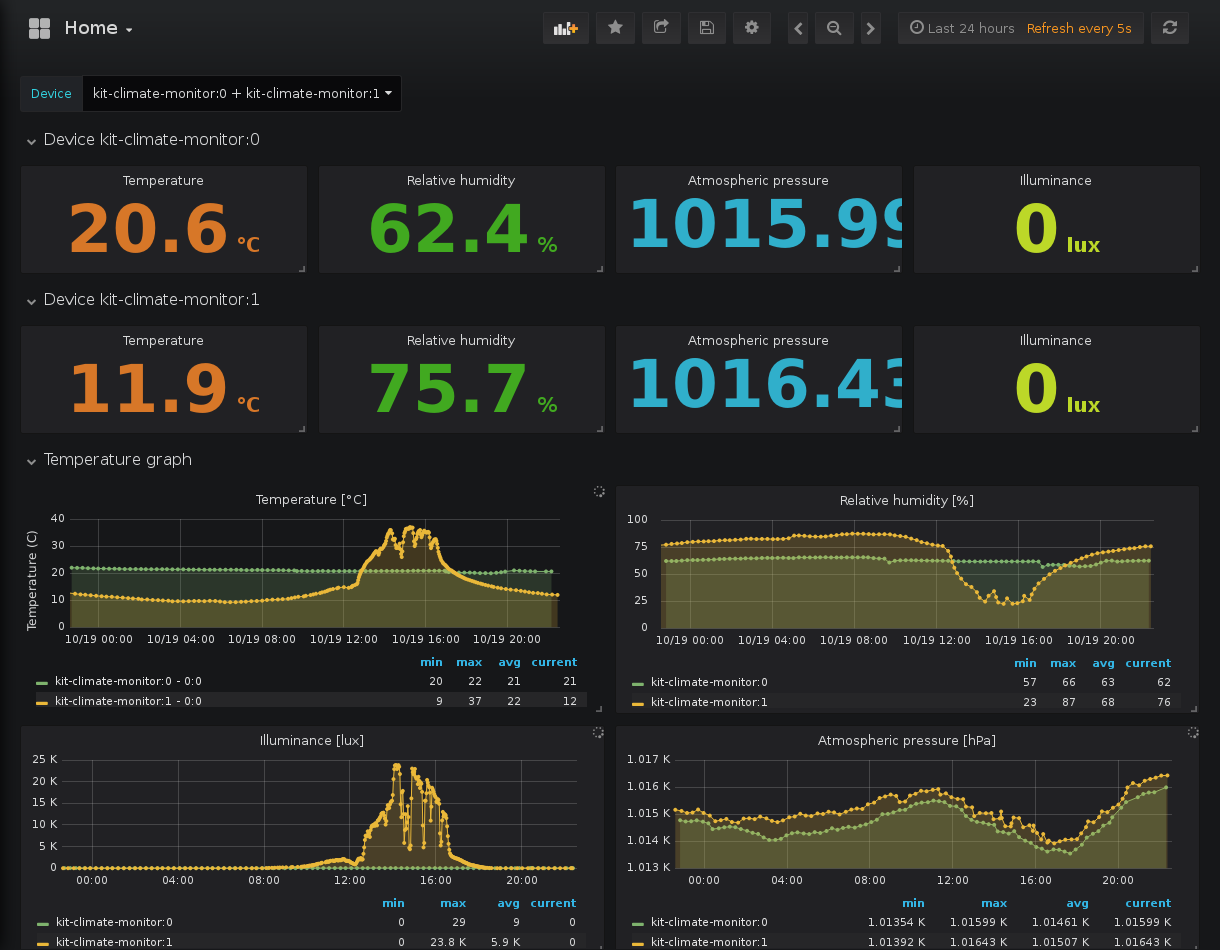 Home
Last 24 hours Refresh every 5s
Device kit-climate-monitor:0 + kit-climate-monitor:1
Device kit-climate-monitor:0
Temperature Relative humidity Atmospheric pressure Illuminance
20.6 °C 62.4 % 1015.99 0 lux
Device kit-climate-monitor:1
Temperature Relative humidity Atmospheric pressure Illuminance
11.9 °C 75.7 % 1016.43 0 lux
Temperature graph
Temperature [°C]
Temperature (C)
40
30
20
10
0
10/19 00:00 10/19 04:00 10/19 08:00 10/19 12:00 10/19 16:00 10/19 20:00
min max avg current
kit-climate-monitor:0 - 0:0 20 22 21 21
kit-climate-monitor:1 - 0:0 9 37 22 12
Relative humidity [%]
100
75
50
25
0
10/19 00:00 10/19 04:00 10/19 08:00 10/19 12:00 10/19 16:00 10/19 20:00
min max avg current
kit-climate-monitor:0 57 66 63 62
kit-climate-monitor:1 23 87 68 76
Illuminance [lux]
25 K
20 K
15 K
10 K
5 K
0
00:00 04:00 08:00 12:00 16:00 20:00
min max avg current
kit-climate-monitor:0 0 29 9 0
kit-climate-monitor:1 0 23.8 K 5.9 K 0
Atmospheric pressure [hPa]
1.017 K
1.016 K
1.015 K
1.014 K
1.013 K
00:00 04:00 08:00 12:00 16:00 20:00
min max avg current
kit-climate-monitor:0 1.01354 K 1.01599 K 1.01461 K 1.01599 K
kit-climate-monitor:1 1.01392 K 1.01643 K 1.01507 K 1.01643 K